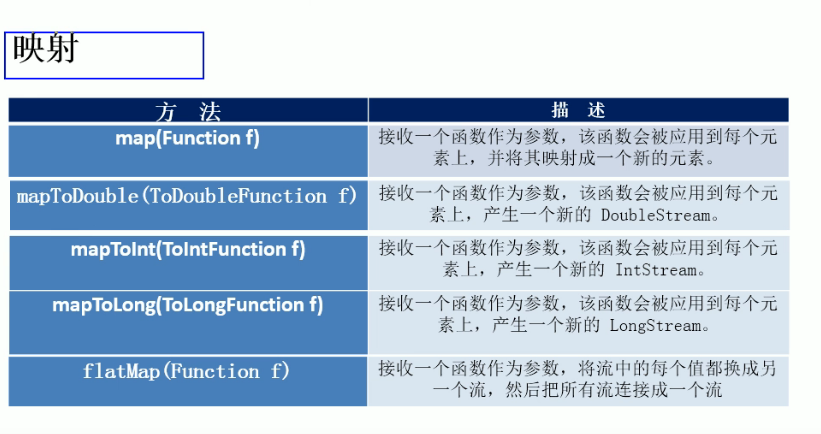 映射
方 法
描 述
map(Function f)
接收一个函数作为参数，该函数会被应用到每个元
素上，并将其映射成一个新的元素。
mapToDouble(ToDoubleFunction f)
接收一个函数作为参数，该函数会被应用到每个元
素上，产生一个新的 DoubleStream。
mapToInt(ToIntFunction f)
接收一个函数作为参数，该函数会被应用到每个元
素上，产生一个新的 IntStream。
mapToLong(ToLongFunction f)
接收一个函数作为参数，该函数会被应用到每个元
素上，产生一个新的 LongStream。
flatMap(Function f)
接收一个函数作为参数，将流中的每个值都换成另
一个流，然后把所有流连接成一个流